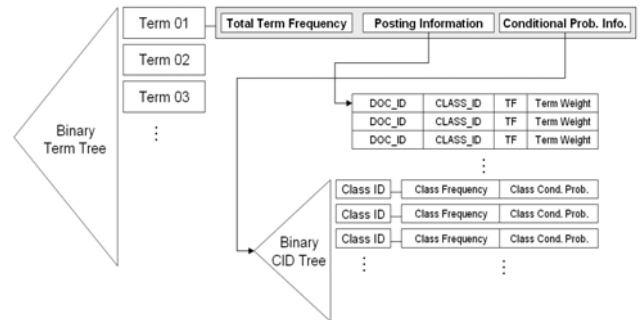 Term 01
Total Term Frequency
Posting Information
Conditional Prob. Info.
Term 02
Term 03
Binary
Term Tree
DOC_ID CLASS_ID TF Term Weight
DOC_ID CLASS_ID TF Term Weight
DOC_ID CLASS_ID TF Term Weight
Class ID Class Frequency Class Cond. Prob.
Class ID Class Frequency Class Cond. Prob.
Class ID Class Frequency Class Cond. Prob.
Binary
CID Tree